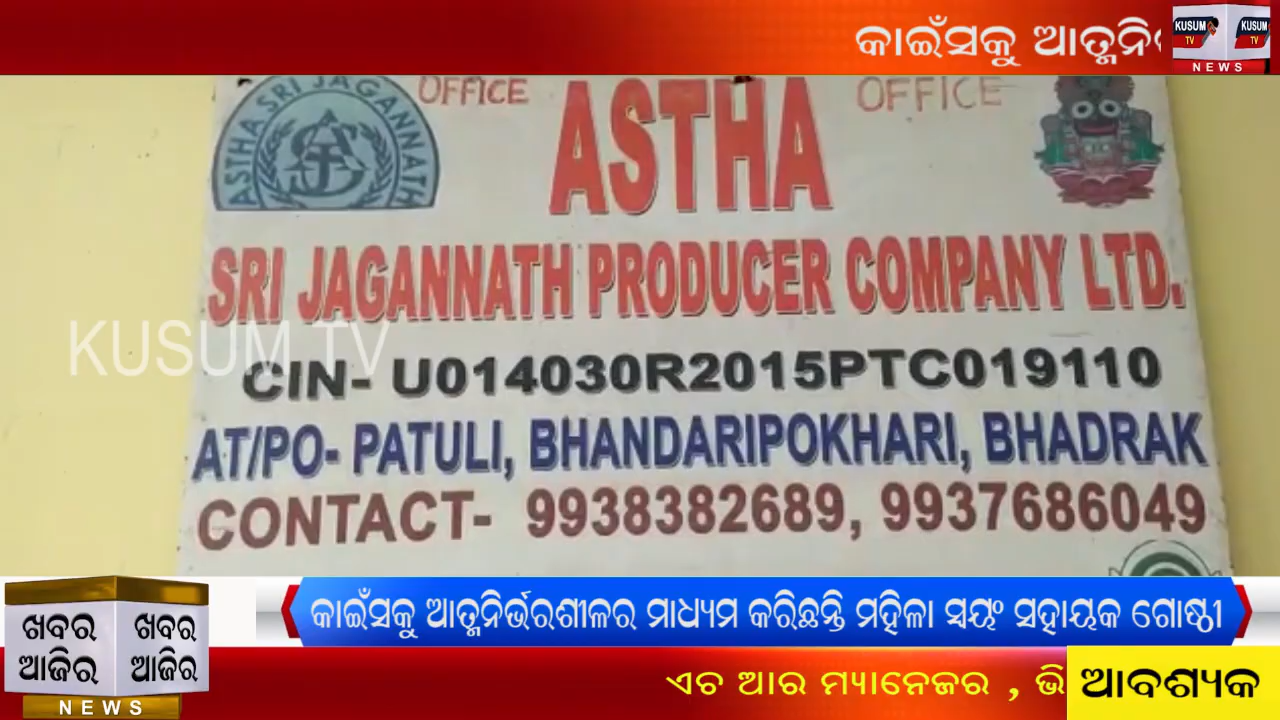 କାଇଁସକୁ ଆତ୍ମନି
KUSUM TV
KUSUM TV
NEWS
OFFICE
ASTHA
OFFICE
ASTHA SRI JAGANNATH
SRI JAGANNATH PRODUCER COMPANY LTD.
KUSUM TV
CIN- U014030R2015PTC019110
AT/PO- PATULI, BHANDARIPOKHARI, BHADRAK
CONTACT- 9938382689, 9937686049
ଖବର ଆଜିର
ଖବର ଆଜିର
NEWS
କାଇଁସକୁ ଆତ୍ମନିର୍ଭରଶୀଳର ମାଧ୍ୟମ କରିଛନ୍ତି ମହିଳା ସ୍ୱୟଂ ସହାୟକ ଗୋଷ୍ଠୀ
ଏଚ ଆର ମ୍ୟାନେଜର , ଭି
ଆବଶ୍ୟକ